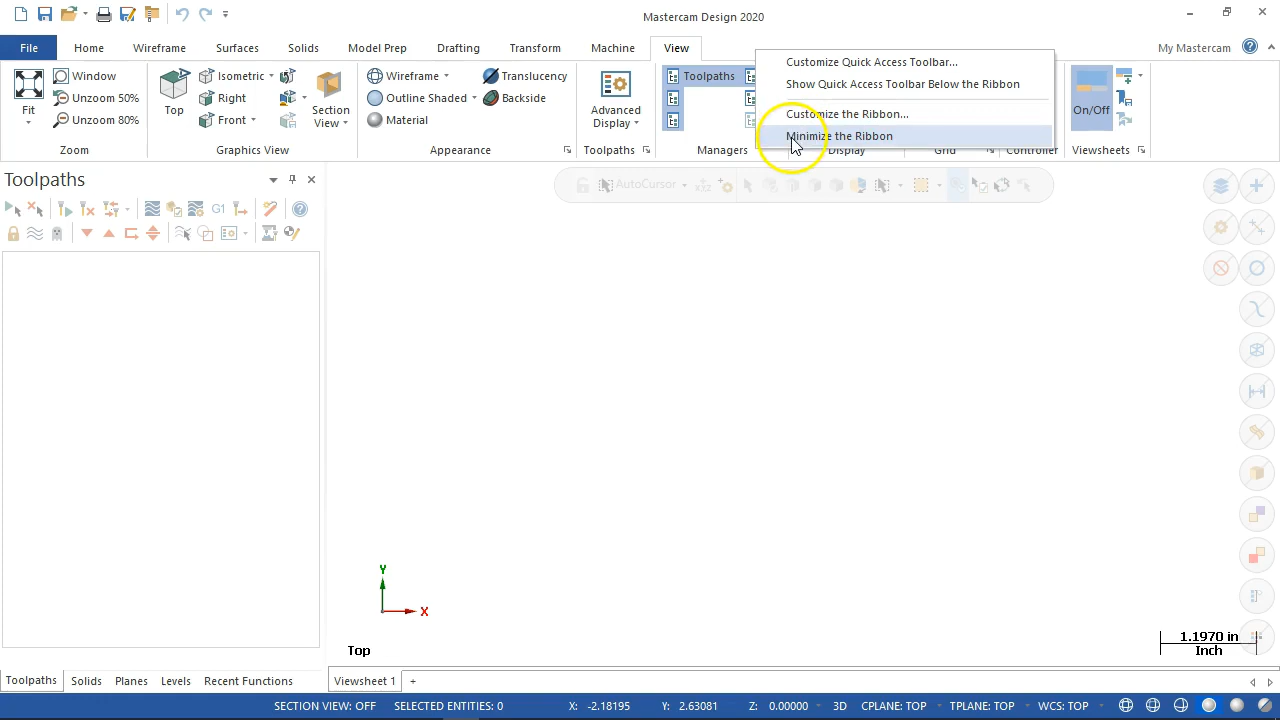 Mastercam Design 2020
File Home Wireframe Surfaces Solids Model Prep Drafting Transform Machine View My Mastercam
Fit
Window
Unzoom 50%
Unzoom 80%
Zoom
Top
Isometric
Right
Front
Section
View
Graphics View
Wireframe
Outline Shaded
Material
Translucency
Backside
Appearance
Advanced
Display
Toolpaths
Toolpaths
Managers
Customize Quick Access Toolbar...
Show Quick Access Toolbar Below the Ribbon
Customize the Ribbon...
Minimize the Ribbon
Display
Grid
Controller
On/Off
Viewsheets
Toolpaths
G1
AutoCursor
Y
X
Top
1.1970 in
Inch
Toolpaths Solids Planes Levels Recent Functions
Viewsheet 1 +
SECTION VIEW: OFF SELECTED ENTITIES: 0 X: -2.18195 Y: 2.63081 Z: 0.00000 3D CPLANE: TOP TPLANE: TOP WCS: TOP